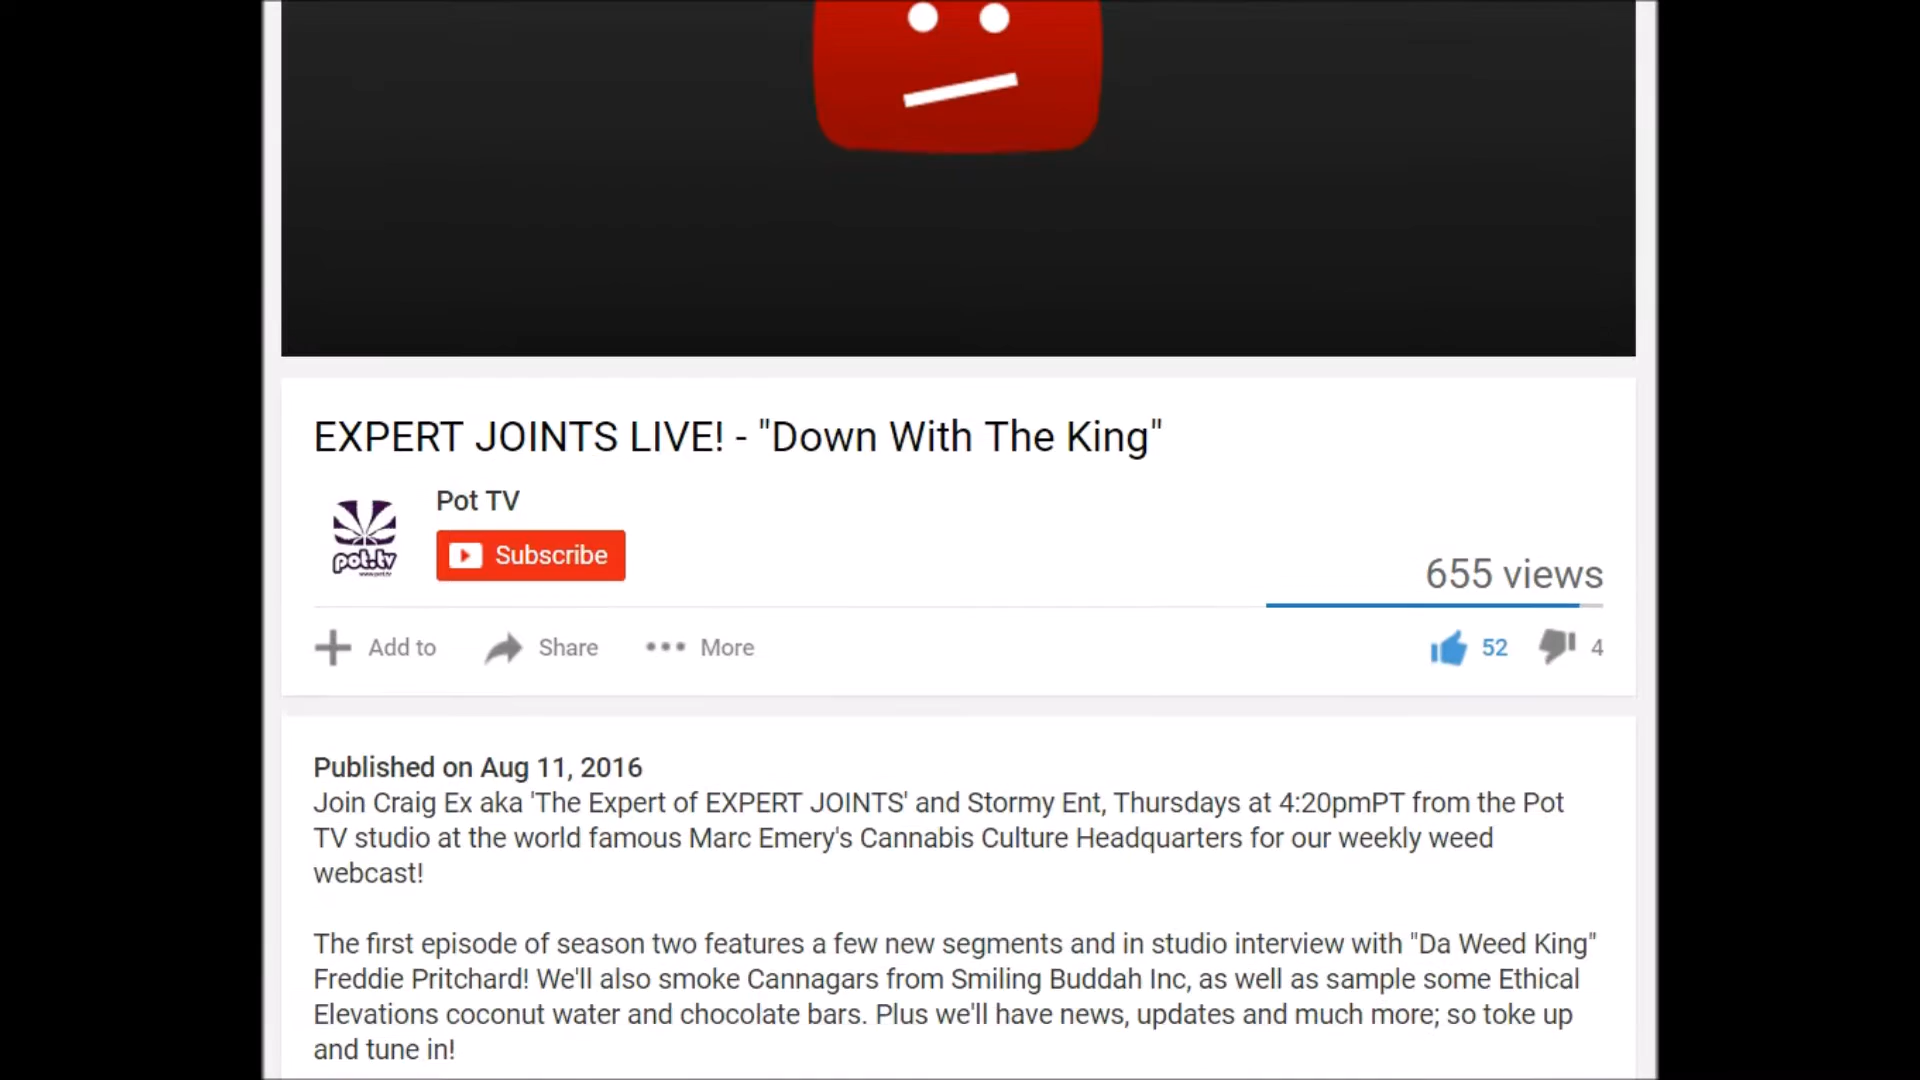 EXPERT JOINTS LIVE! - "Down With The King"
Pot TV
pot.tv
Subscribe
655 views
Add to
Share
More
52
4
Published on Aug 11, 2016
Join Craig Ex aka 'The Expert of EXPERT JOINTS' and Stormy Ent, Thursdays at 4:20pmPT from the Pot
TV studio at the world famous Marc Emery's Cannabis Culture Headquarters for our weekly weed
webcast!
The first episode of season two features a few new segments and in studio interview with "Da Weed King"
Freddie Pritchard! We'll also smoke Cannagars from Smiling Buddah Inc, as well as sample some Ethical
Elevations coconut water and chocolate bars. Plus we'll have news, updates and much more; so toke up
and tune in!